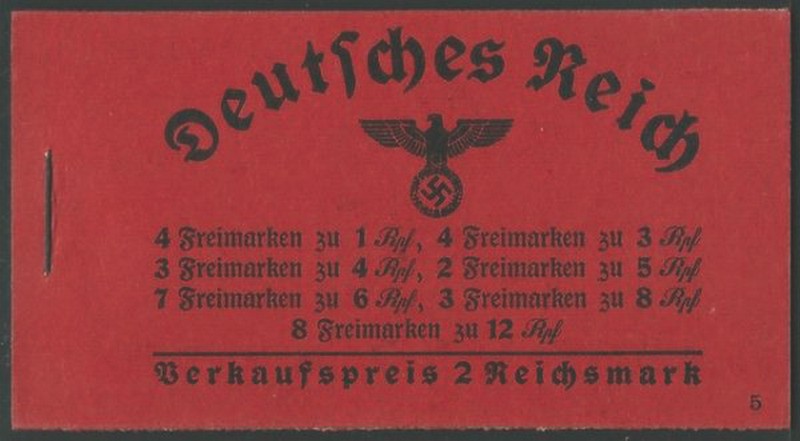 Deutſches Reich
4 Freimarken zu 1 Rpf, 4 Freimarken zu 3 Rpf
3 Freimarken zu 4 Rpf, 2 Freimarken zu 5 Rpf
7 Freimarken zu 6 Rpf, 3 Freimarken zu 8 Rpf
8 Freimarken zu 12 Rpf
Verkaufspreis 2 Reichsmark
5